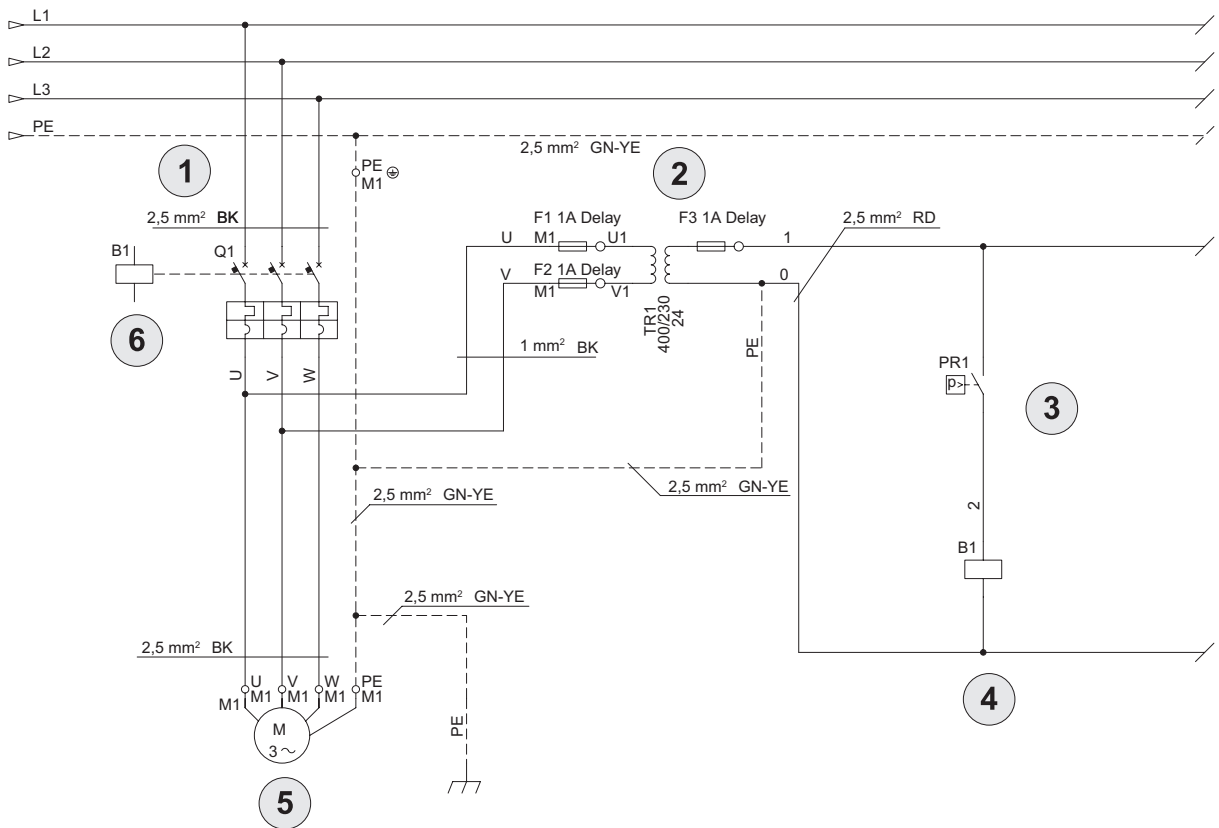 L1
L2
L3
PE
2,5 mm² GN-YE
1
2
PE
M1
2,5 mm² BK
F1 1A Delay
F3 1A Delay
2,5 mm² RD
B1
Q1
U
M1
U1
1
F2 1A Delay
V
M1
V1
0
6
TR1
400/230
24
1 mm² BK
PE
PR1
p>
3
U
V
W
2,5 mm² GN-YE
2,5 mm² GN-YE
2
B1
2,5 mm² GN-YE
2,5 mm² BK
U
V
W
PE
M1
M1
M1
M1
M1
4
M
3 ~
PE
5